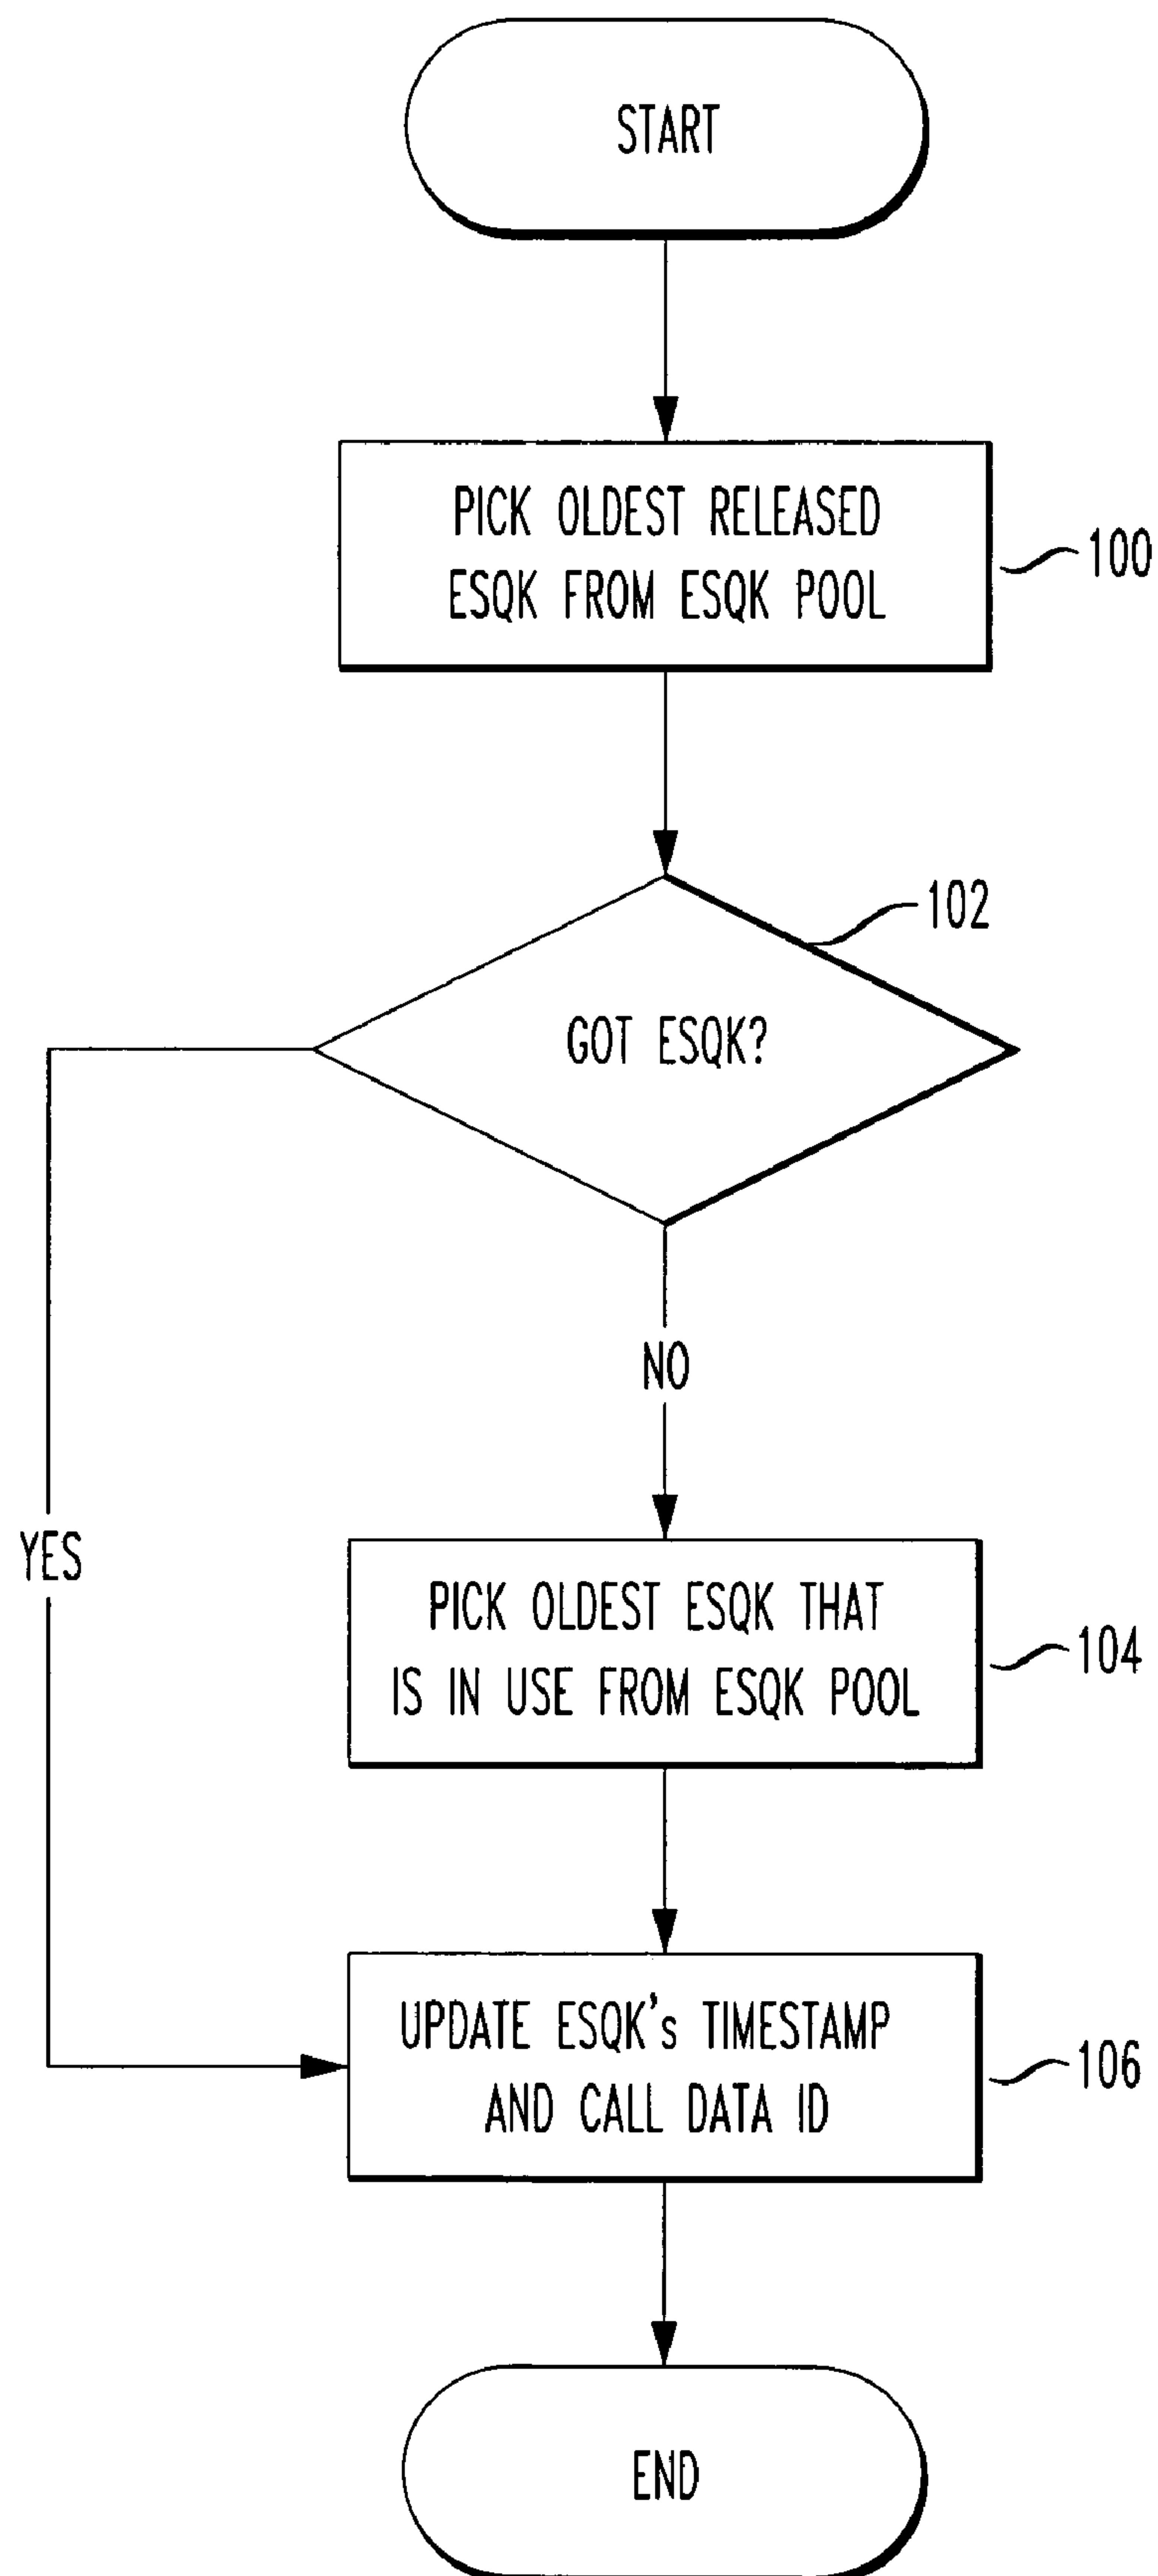 START
PICK OLDEST RELEASED
ESQK FROM ESQK POOL
100
102
GOT ESQK?
NO
YES
PICK OLDEST ESQK THAT
IS IN USE FROM ESQK POOL
104
UPDATE ESQK's TIMESTAMP
AND CALL DATA ID
106
END